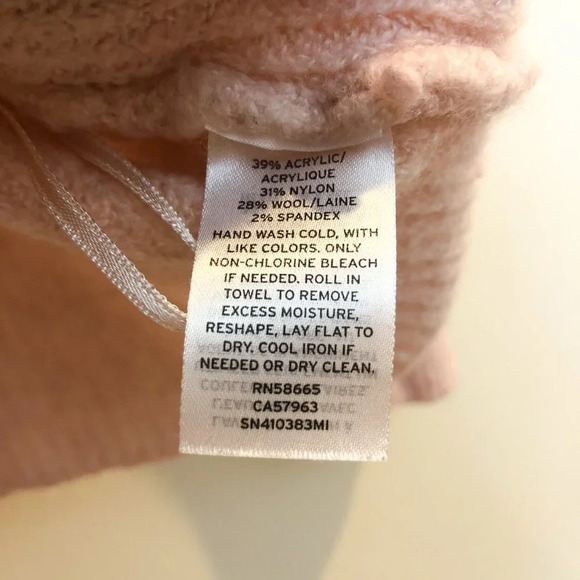 39% ACRYLIC/
ACRYLIQUE
31% NYLON
28% WOOL/LAINE
2% SPANDEX
HAND WASH COLD, WITH
LIKE COLORS. ONLY
NON-CHLORINE BLEACH
IF NEEDED. ROLL IN
TOWEL TO REMOVE
EXCESS MOISTURE,
RESHAPE, LAY FLAT TO
DRY. COOL IRON IF
NEEDED OR DRY CLEAN.
RN58665
CA57963
SN410383MI